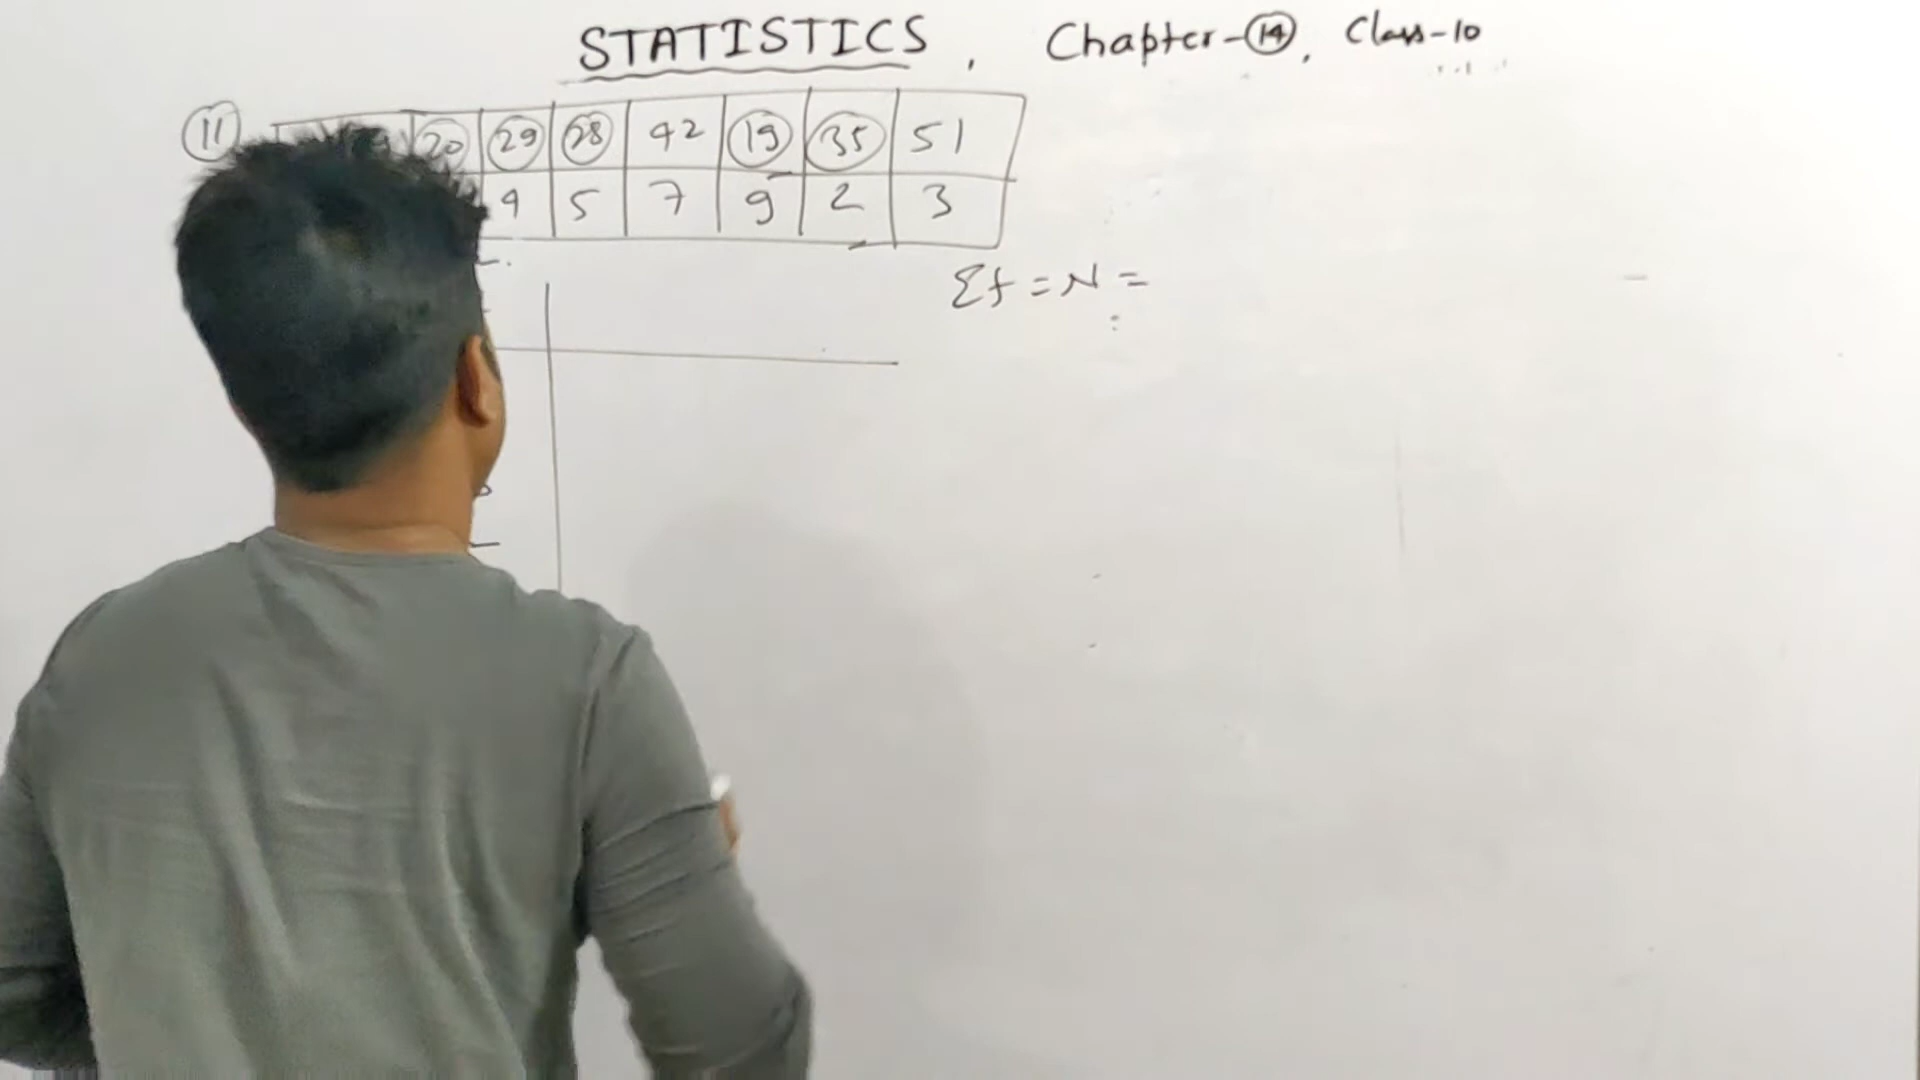 STATISTICS, Chapter-14, Class-10
11 20 29 28 42 19 35 51
4 5 7 9 2 3
Σf = N =